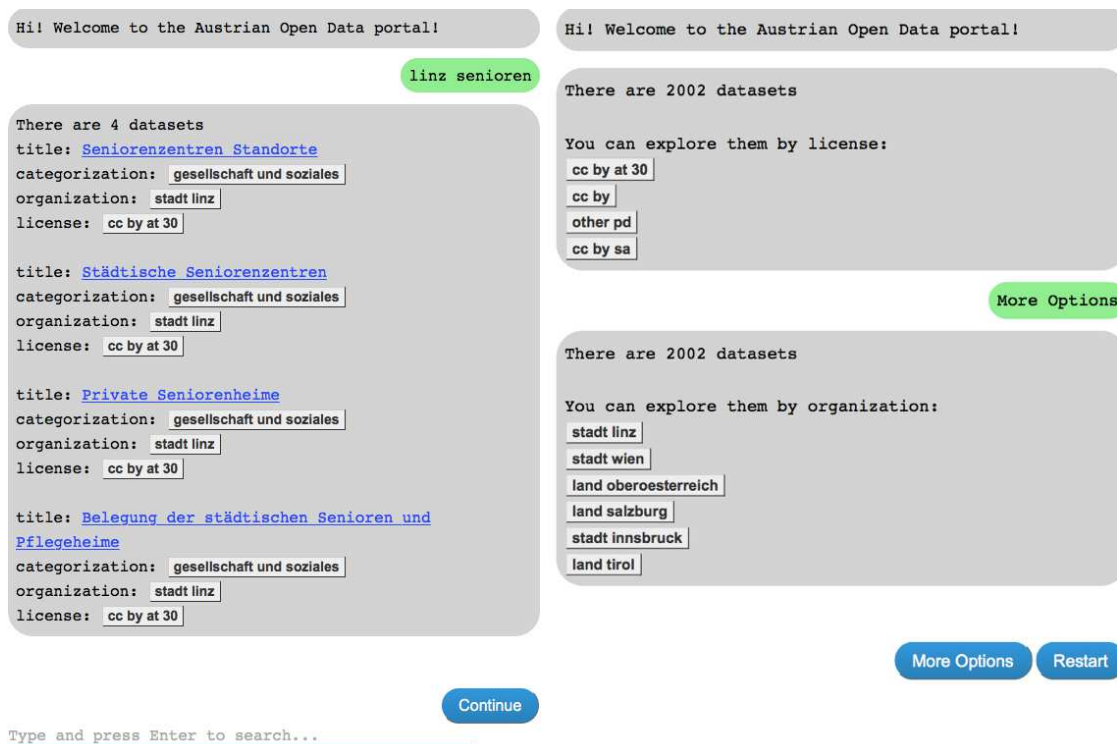 Hi! Welcome to the Austrian Open Data portal!
linz senioren
There are 4 datasets
title: Seniorenzentren Standorte
categorization: gesellschaft und soziales
organization: stadt linz
license: cc by at 30
title: Städtische Seniorenzentren
categorization: gesellschaft und soziales
organization: stadt linz
license: cc by at 30
title: Private Seniorenheime
categorization: gesellschaft und soziales
organization: stadt linz
license: cc by at 30
title: Belegung der städtischen Senioren und
Pflegeheime
categorization: gesellschaft und soziales
organization: stadt linz
license: cc by at 30
Continue
Type and press Enter to search...
Hi! Welcome to the Austrian Open Data portal!
There are 2002 datasets
You can explore them by license:
cc by at 30
cc by
other pd
cc by sa
More Options
There are 2002 datasets
You can explore them by organization:
stadt linz
stadt wien
land oberoesterreich
land salzburg
stadt innsbruck
land tirol
More Options Restart